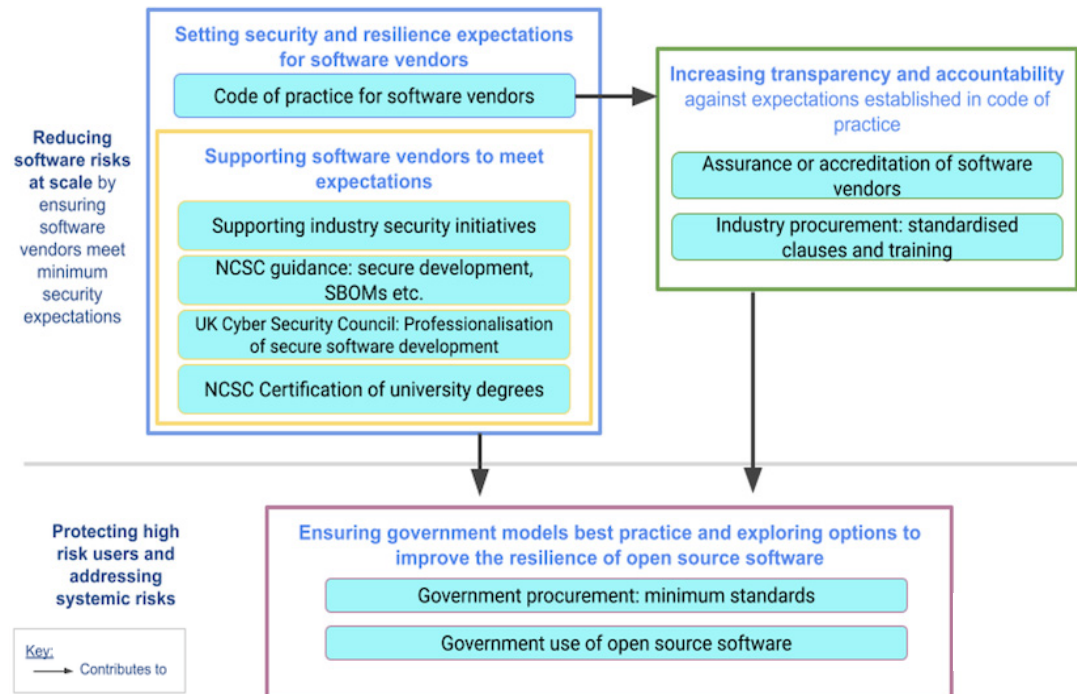 Setting security and resilience expectations
for software vendors
Code of practice for software vendors
Supporting software vendors to meet
expectations
Supporting industry security initiatives
NCSC guidance: secure development,
SBOMs etc.
UK Cyber Security Council: Professionalisation
of secure software development
NCSC Certification of university degrees
Increasing transparency and accountability
against expectations established in code of
practice
Assurance or accreditation of software
vendors
Industry procurement: standardised
clauses and training
Reducing
software risks
at scale by
ensuring
software
vendors meet
minimum
security
expectations
Protecting high
risk users and
addressing
systemic risks
Ensuring government models best practice and exploring options to
improve the resilience of open source software
Government procurement: minimum standards
Government use of open source software
Key:
Contributes to